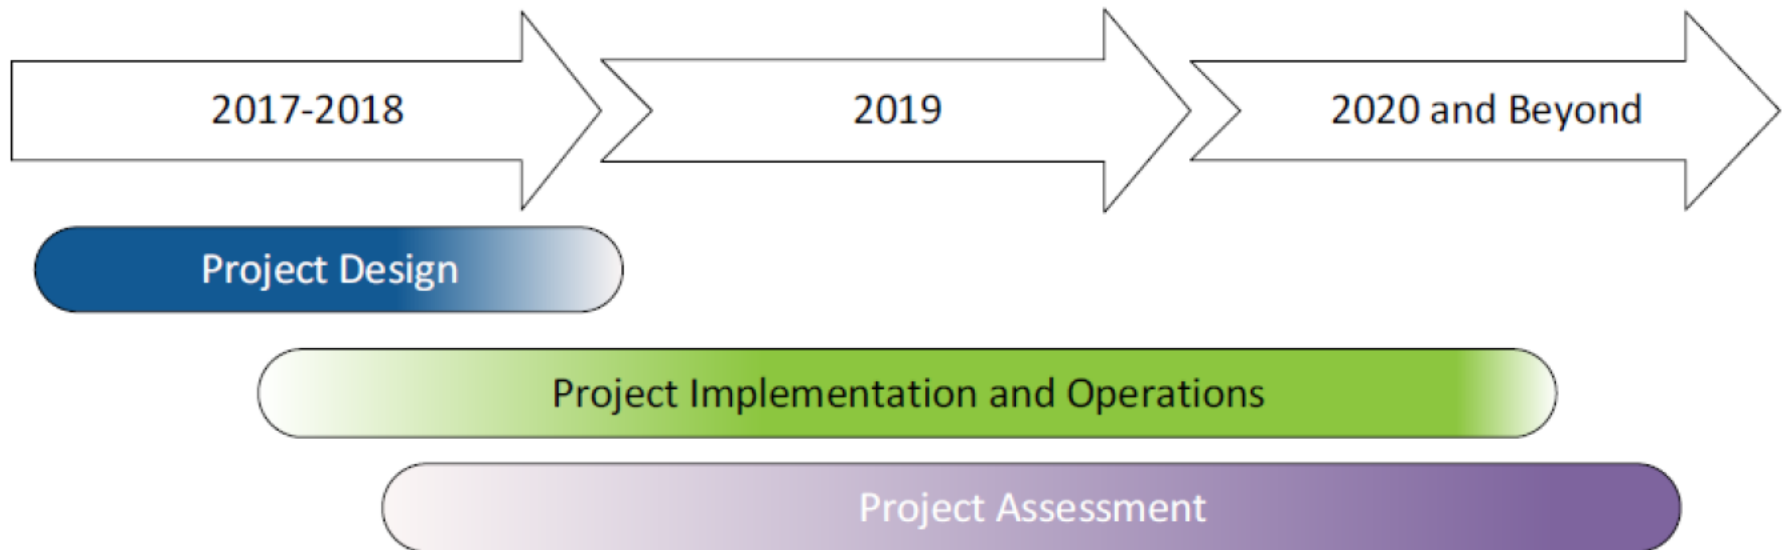 2017-2018
2019
2020 and Beyond
Project Design
Project Implementation and Operations
Project Assessment